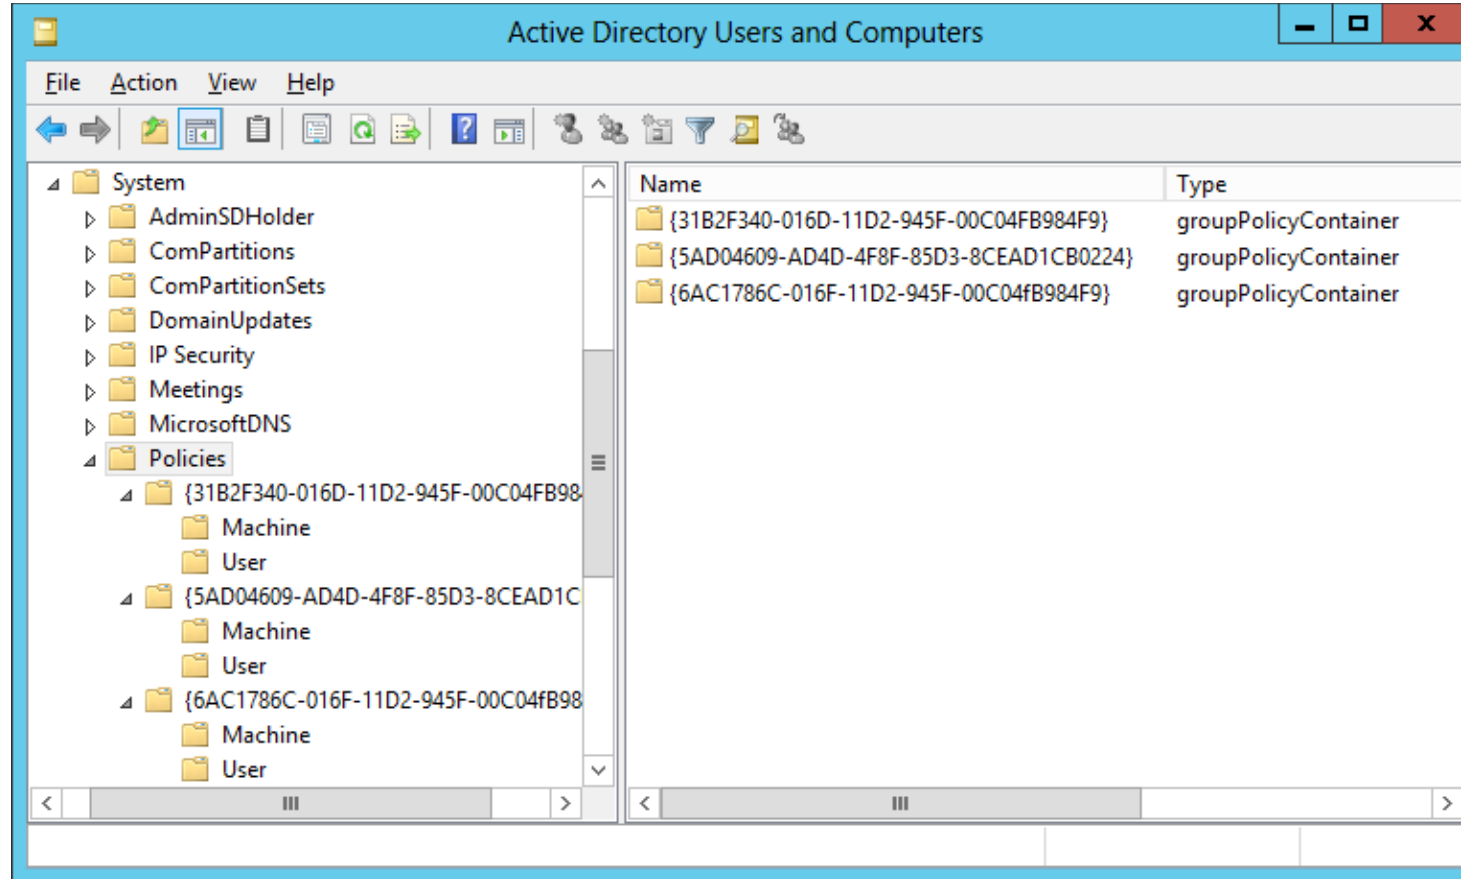 Active Directory Users and Computers
File Action View Help
System
AdminSDHolder
ComPartitions
ComPartitionSets
DomainUpdates
IP Security
Meetings
MicrosoftDNS
Policies
{31B2F340-016D-11D2-945F-00C04FB98
Machine
User
{5AD04609-AD4D-4F8F-85D3-8CEAD1C
Machine
User
{6AC1786C-016F-11D2-945F-00C04fB98
Machine
User
Name Type
{31B2F340-016D-11D2-945F-00C04FB984F9} groupPolicyContainer
{5AD04609-AD4D-4F8F-85D3-8CEAD1CB0224} groupPolicyContainer
{6AC1786C-016F-11D2-945F-00C04fB984F9} groupPolicyContainer